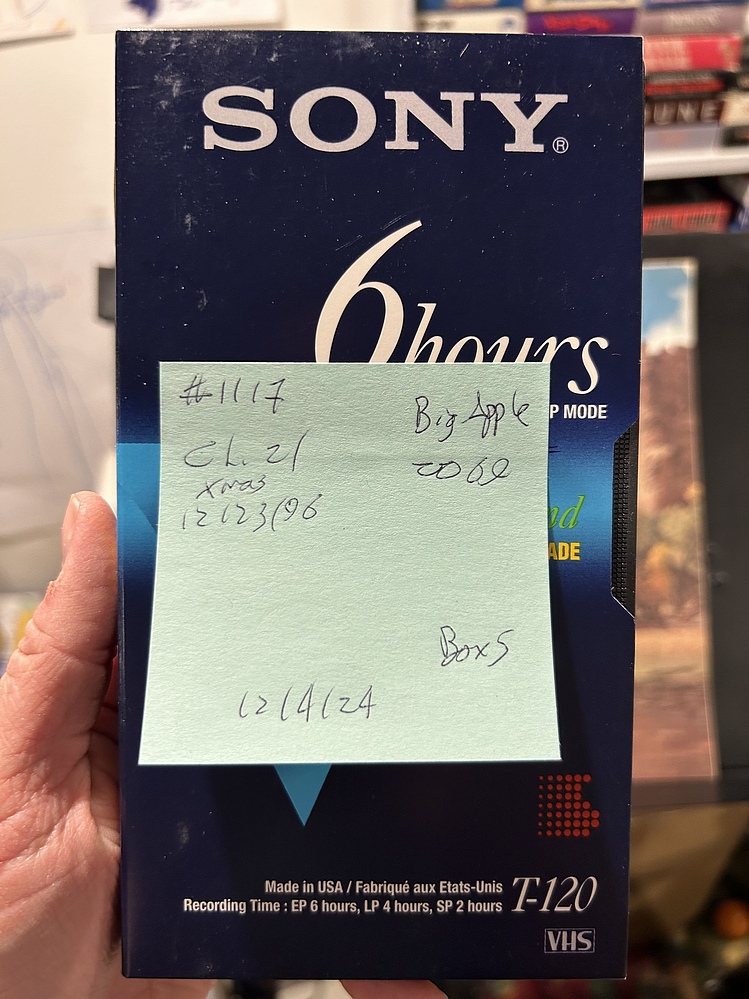 SONY®
6 hours
P MODE
#1117
Big Apple
Ch. 21
Xmas
12/23/96
nd
ADE
Box 5
12/4/24
Made in USA / Fabriqué aux Etats-Unis
T-120
Recording Time : EP 6 hours, LP 4 hours, SP 2 hours
VHS